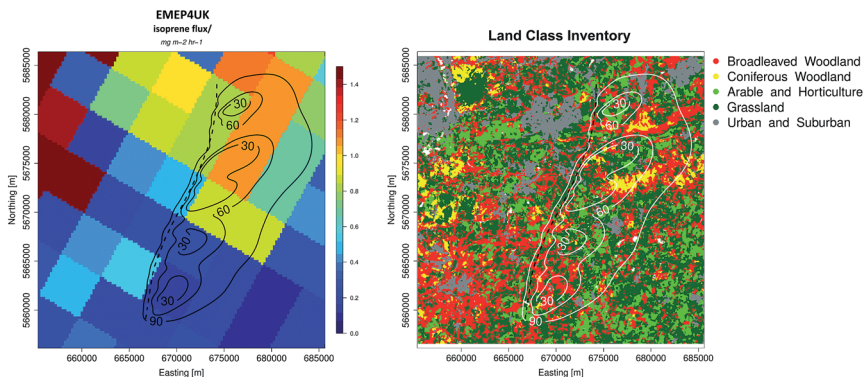 EMEP4UK
isoprene flux/
mg m−2 hr−1
Northing [m]
5685000
5680000
5675000
5670000
5665000
5660000
30
60
30
60
30
30
90
660000 665000 670000 675000 680000 685000
Easting [m]
1.4
1.2
1.0
0.8
0.6
0.4
0.2
0.0
Land Class Inventory
Northing [m]
5685000
5680000
5675000
5670000
5665000
5660000
30
60
30
60
30
30
90
660000 665000 670000 675000 680000 685000
Easting [m]
Broadleaved Woodland
Coniferous Woodland
Arable and Horticulture
Grassland
Urban and Suburban